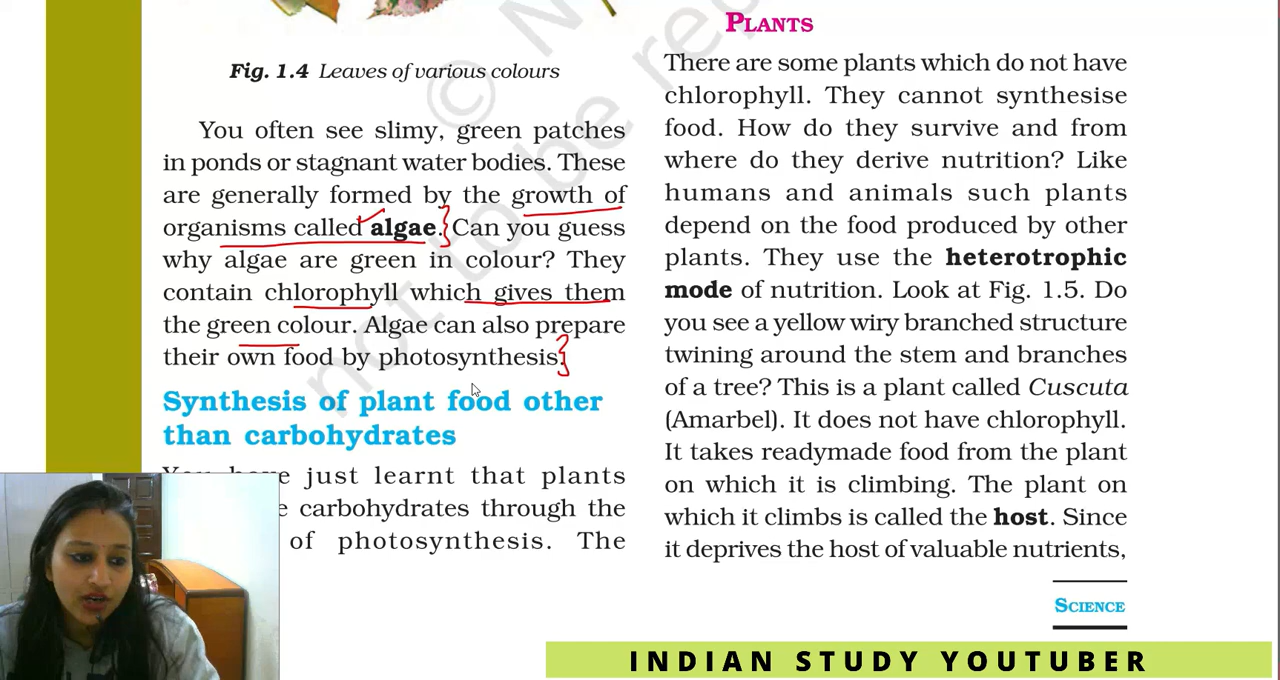 Fig. 1.4 Leaves of various colours
You often see slimy, green patches
in ponds or stagnant water bodies. These
are generally formed by the growth of
organisms called algae. Can you guess
why algae are green in colour? They
contain chlorophyll which gives them
the green colour. Algae can also prepare
their own food by photosynthesis.
Synthesis of plant food other
than carbohydrates
just learnt that plants
carbohydrates through the
of photosynthesis. The
PLANTS
There are some plants which do not have
chlorophyll. They cannot synthesise
food. How do they survive and from
where do they derive nutrition? Like
humans and animals such plants
depend on the food produced by other
plants. They use the heterotrophic
mode of nutrition. Look at Fig. 1.5. Do
you see a yellow wiry branched structure
twining around the stem and branches
of a tree? This is a plant called Cuscuta
(Amarbel). It does not have chlorophyll.
It takes readymade food from the plant
on which it is climbing. The plant on
which it climbs is called the host. Since
it deprives the host of valuable nutrients,
SCIENCE
© N
not to be re
INDIAN STUDY YOUTUBER